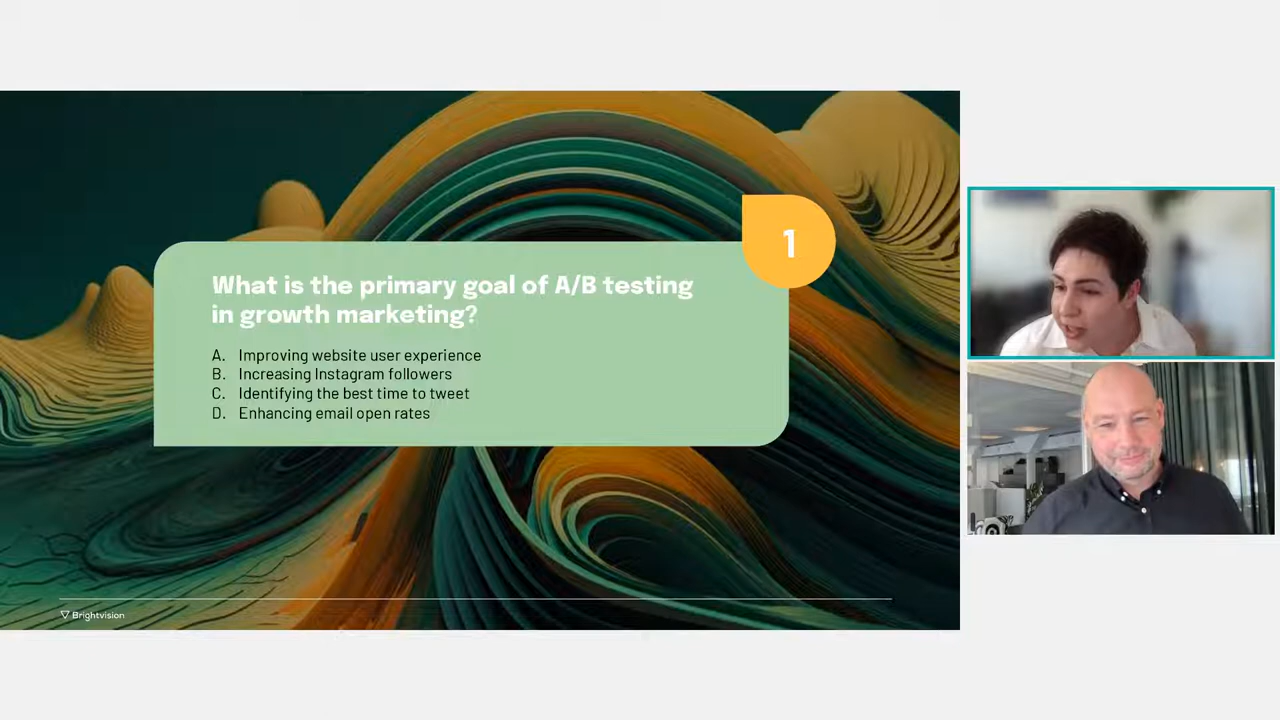 1
What is the primary goal of A/B testing
in growth marketing?
A. Improving website user experience
B. Increasing Instagram followers
C. Identifying the best time to tweet
D. Enhancing email open rates
Brightvision